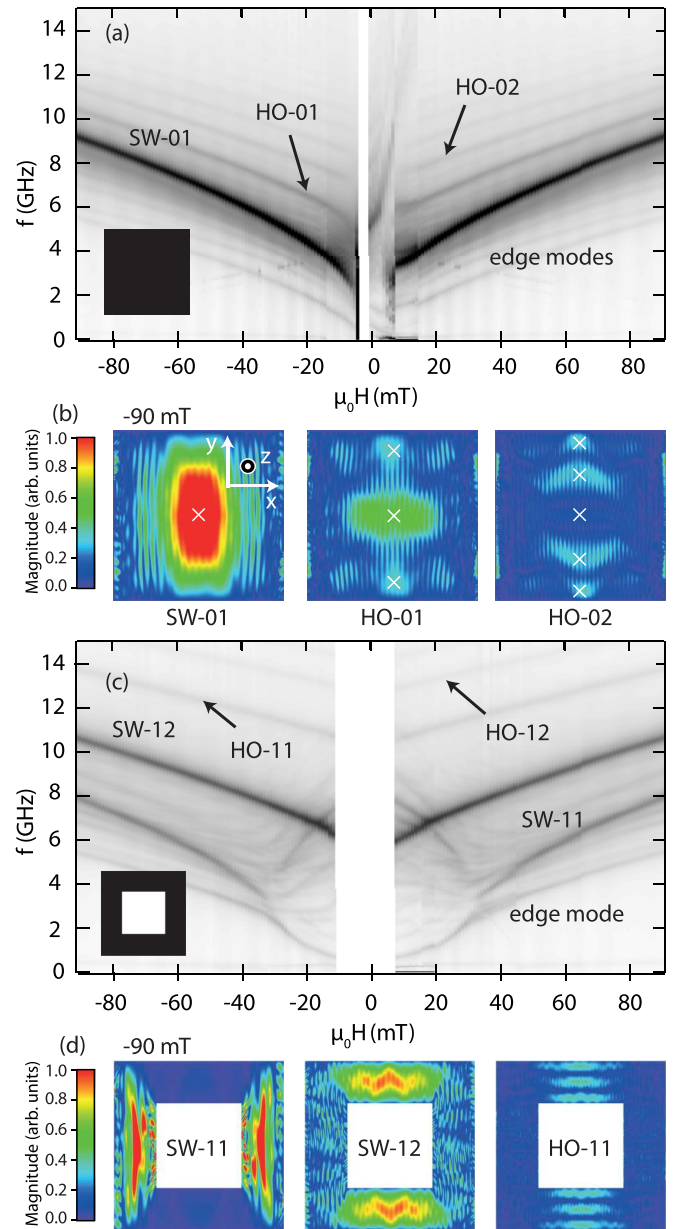 (a)
14
12
10
8
6
4
2
0
f (GHz)
SW-01
HO-01
HO-02
edge modes
-80 -60 -40 -20 0 20 40 60 80
μ0H (mT)
(b) -90 mT
Magnitude (arb. units)
1.0
0.8
0.6
0.4
0.2
0.0
y
z
x
SW-01 HO-01 HO-02
(c)
14
12
10
8
6
4
2
0
f (GHz)
SW-12
HO-11
HO-12
SW-11
edge mode
-80 -60 -40 -20 0 20 40 60 80
μ0H (mT)
(d) -90 mT
Magnitude (arb. units)
1.0
0.8
0.6
0.4
0.2
0.0
SW-11 SW-12 HO-11